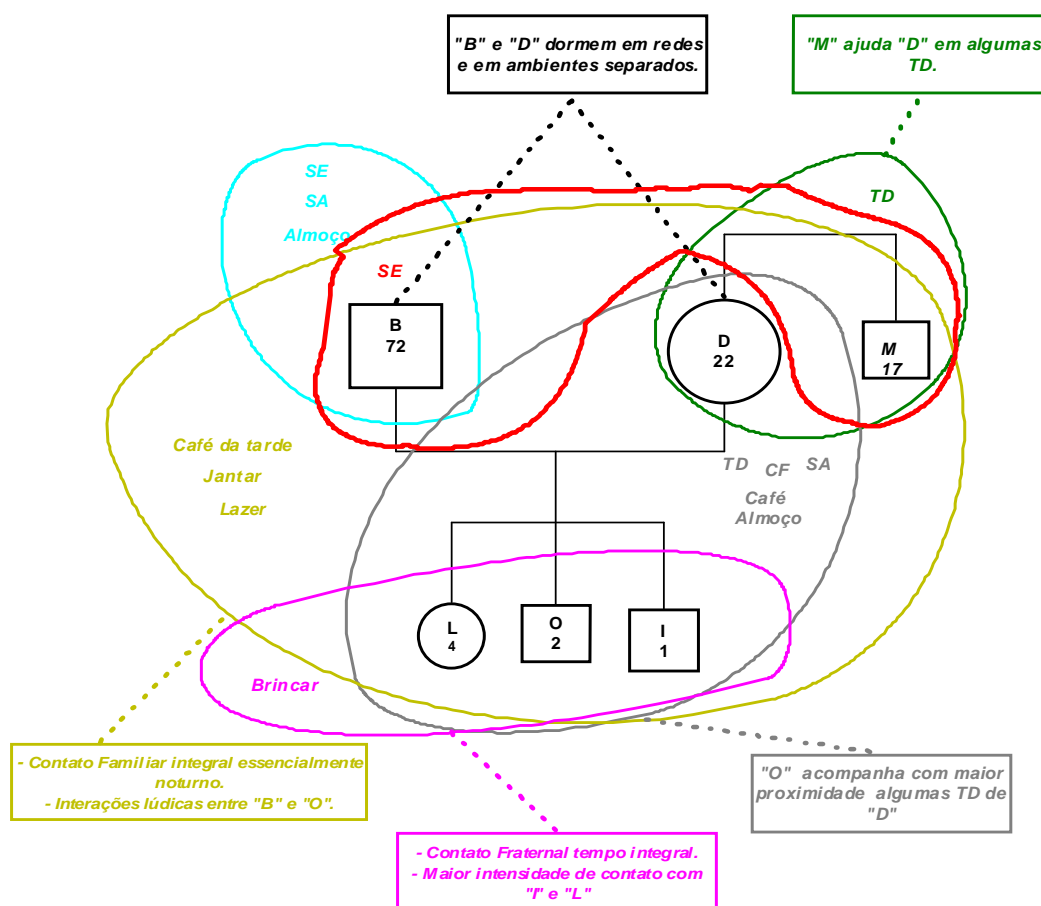 "B" e "D" dormem em redes
e em ambientes separados.
"M" ajuda "D" em algumas
TD.
SE
SA
Almoço
TD
SE
B
72
D
22
M
17
Café da tarde
Jantar
Lazer
TD CF SA
Café
Almoço
L
4
O
2
I
1
Brincar
- Contato Familiar integral essencialmente
noturno.
- Interações lúdicas entre "B" e "O".
"O" acompanha com maior
proximidade algumas TD de
"D"
- Contato Fraternal tempo integral.
- Maior intensidade de contato com
"I" e "L"